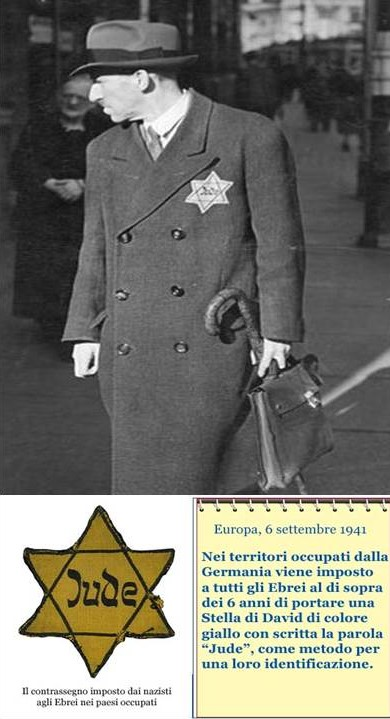 Jude
Jude
Il contrassegno imposto dai nazisti
agli Ebrei nei paesi occupati
Europa, 6 settembre 1941
Nei territori occupati dalla
Germania viene imposto
a tutti gli Ebrei al di sopra
dei 6 anni di portare una
Stella di David di colore
giallo con scritta la parola
“Jude”, come metodo per
una loro identificazione.